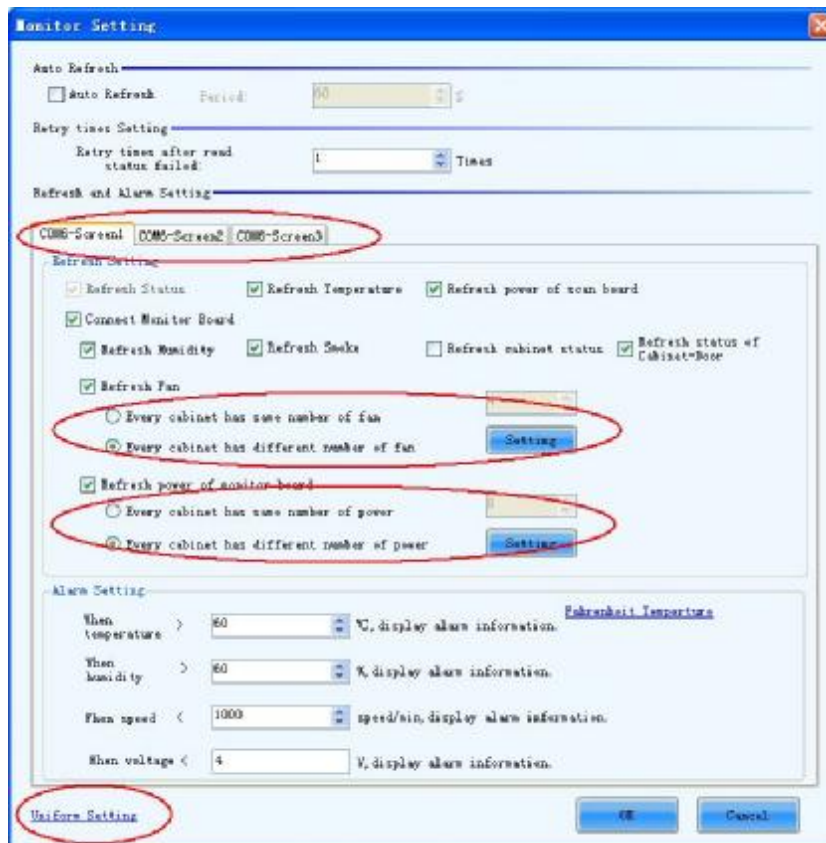 Monitor Setting
Auto Refresh
Auto Refresh Period: 60 S
Retry times Setting
Retry times after read status failed: 1 Times
Refresh and Alarm Setting
COM6-Screen1 COM6-Screen2 COM6-Screen3
Refresh Setting
Refresh Status Refresh Temperature Refresh power of scan board
Connect Monitor Board
Refresh Humidity Refresh Smoke Refresh cabinet status Refresh status of Cabinet-Door
Refresh Fan
Every cabinet has same number of fan
Every cabinet has different number of fan Setting
Refresh power of monitor board
Every cabinet has same number of power
Every cabinet has different number of power Setting
Alarm Setting
Fahrenheit Temperture
When temperature > 60 ℃, display alarm information.
When humidity > 60 %, display alarm information.
When speed < 1000 speed/min, display alarm information.
When voltage < 4 V, display alarm information.
Uniform Setting OK Cancel